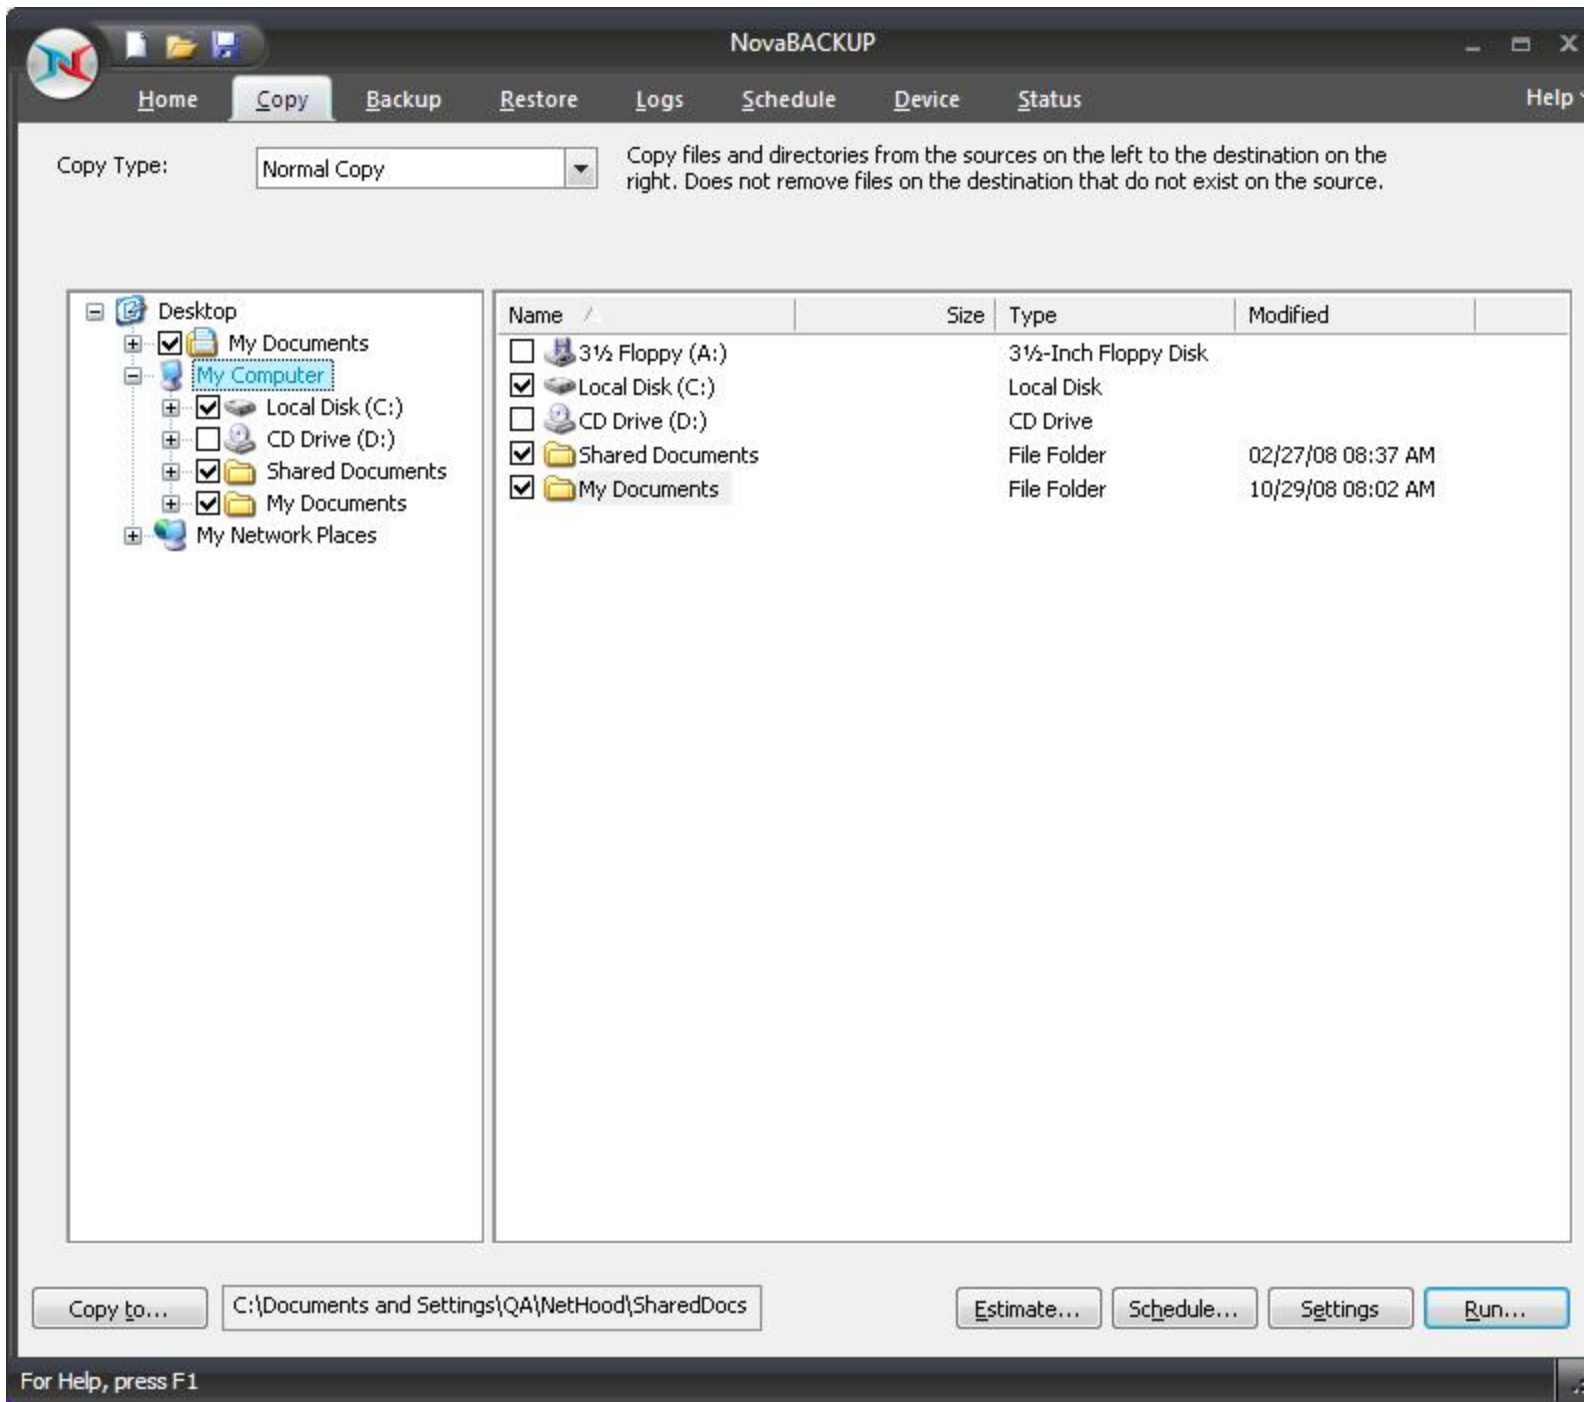 NovaBACKUP
Home Copy Backup Restore Logs Schedule Device Status Help
Copy Type: Normal Copy
Copy files and directories from the sources on the left to the destination on the
right. Does not remove files on the destination that do not exist on the source.
Desktop
My Documents
My Computer
Local Disk (C:)
CD Drive (D:)
Shared Documents
My Documents
My Network Places
Name Size Type Modified
3½ Floppy (A:) 3½-Inch Floppy Disk
Local Disk (C:) Local Disk
CD Drive (D:) CD Drive
Shared Documents File Folder 02/27/08 08:37 AM
My Documents File Folder 10/29/08 08:02 AM
Copy to... C:\Documents and Settings\QA\NetHood\SharedDocs Estimate... Schedule... Settings Run...
For Help, press F1